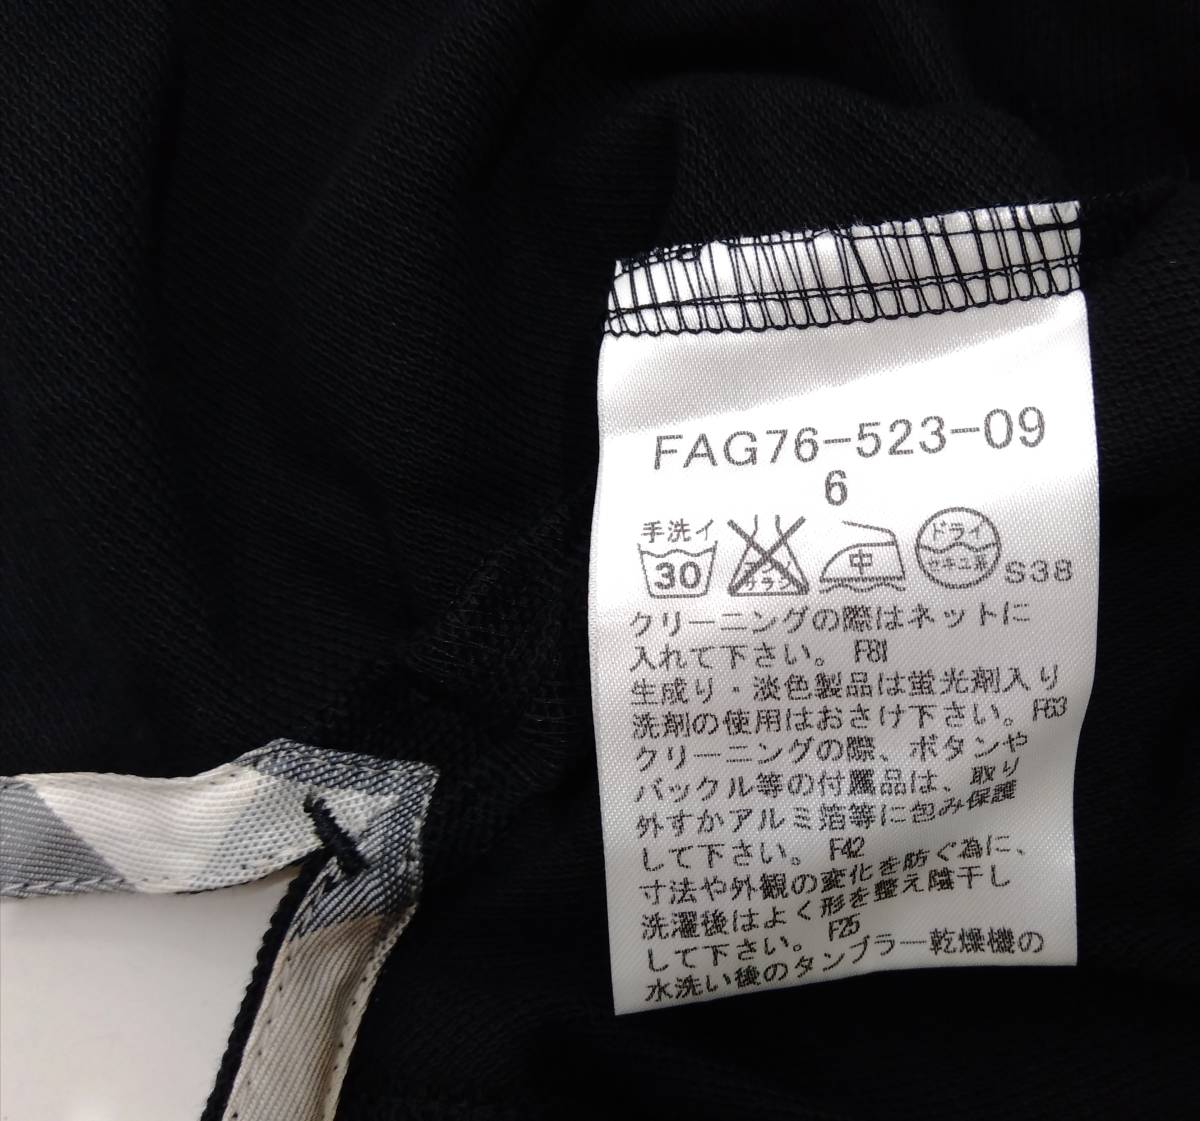 FAG76-523-09
6
手洗イ
30
エンソ
サラシ
中
ドライ
セキユ系
S38
クリーニングの際はネットに
入れて下さい。 F81
生成り・淡色製品は蛍光剤入り
洗剤の使用はおさけ下さい。F63
クリーニングの際、ボタンや
バックル等の付属品は、取り
外すかアルミ箔等に包み保護
して下さい。 F42
寸法や外観の変化を防ぐ為に、
洗濯後はよく形を整え陰干し
して下さい。 F25
水洗い後のタンブラー乾燥機の